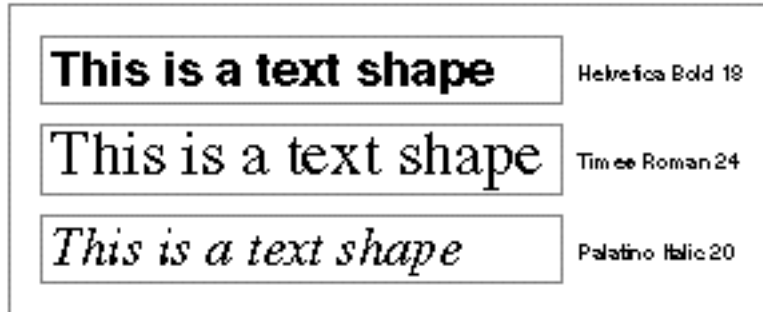 This is a text shape
Helvetica Bold 18
This is a text shape
Times Roman 24
This is a text shape
Palatino Italic 20